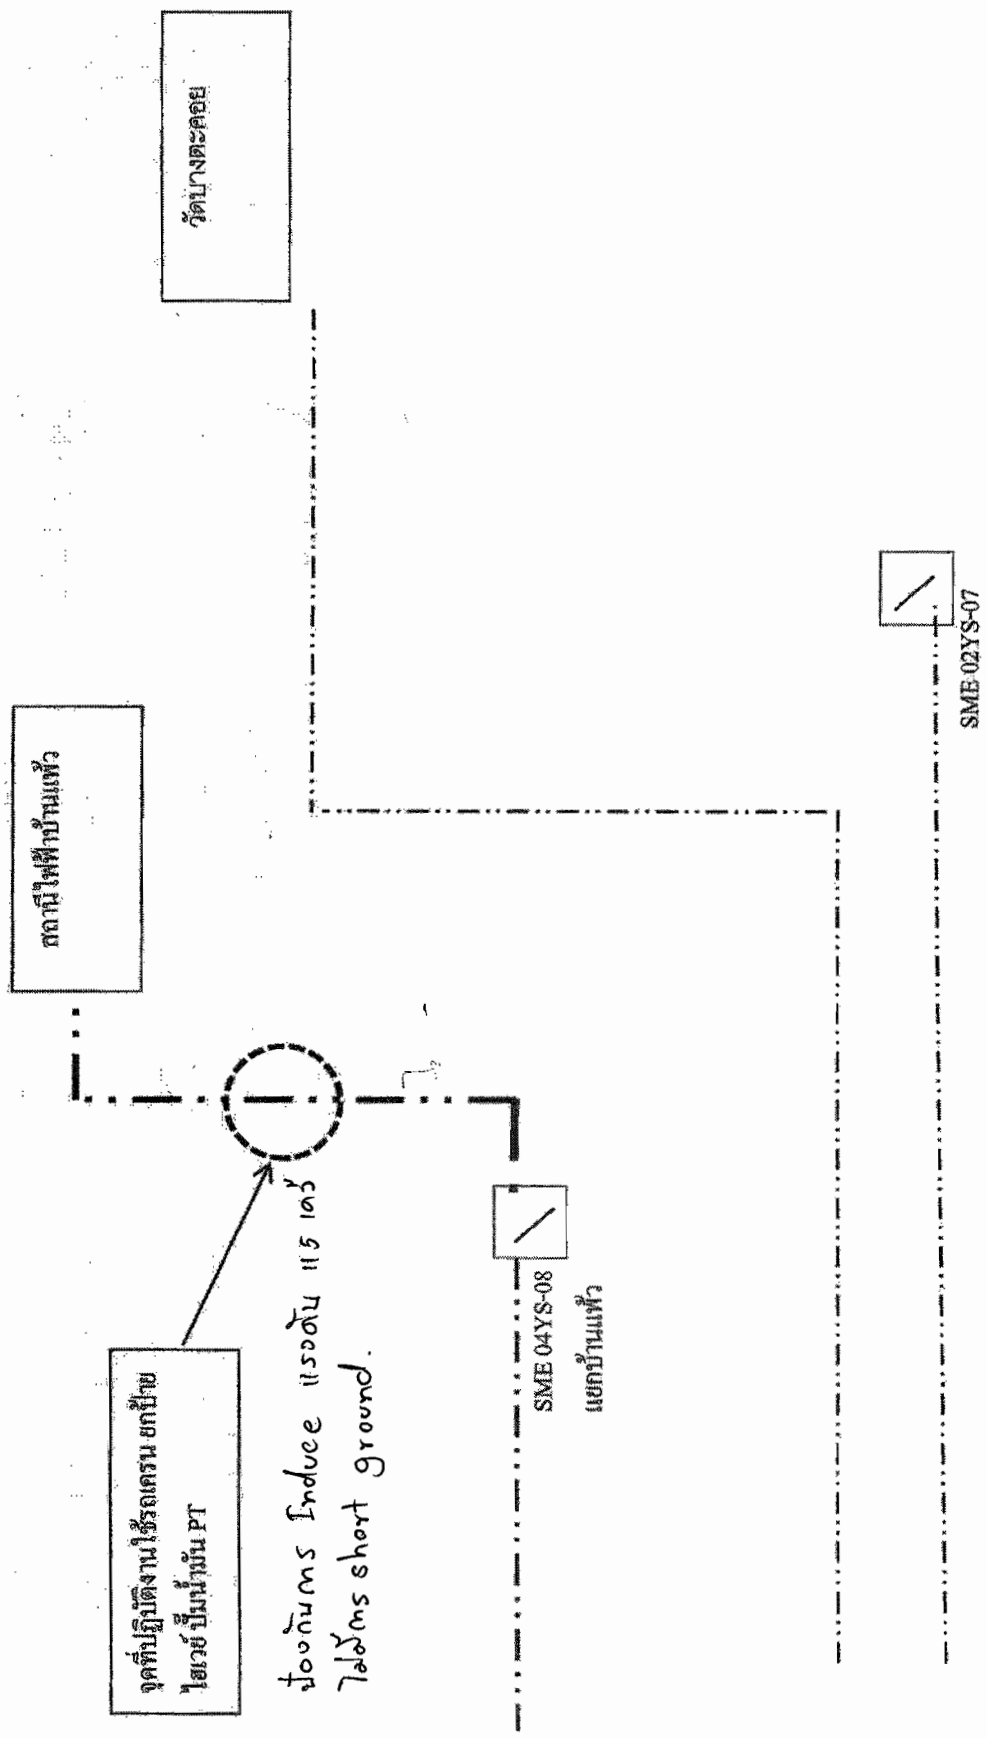 จุดที่ปฏิบัติงานใช้รถเครน ยกป้าย
ไฮเวย์ ปั๊มน้ำมัน PT
ป้องกันการ Induce แรงดัน 115 เควี
ไม่มีการ short ground.
สถานีไฟฟ้าบ้านแพ้ว
วัดบางตะคอย
SME 04YS-08
แยกบ้านแพ้ว
SME 02YS-07